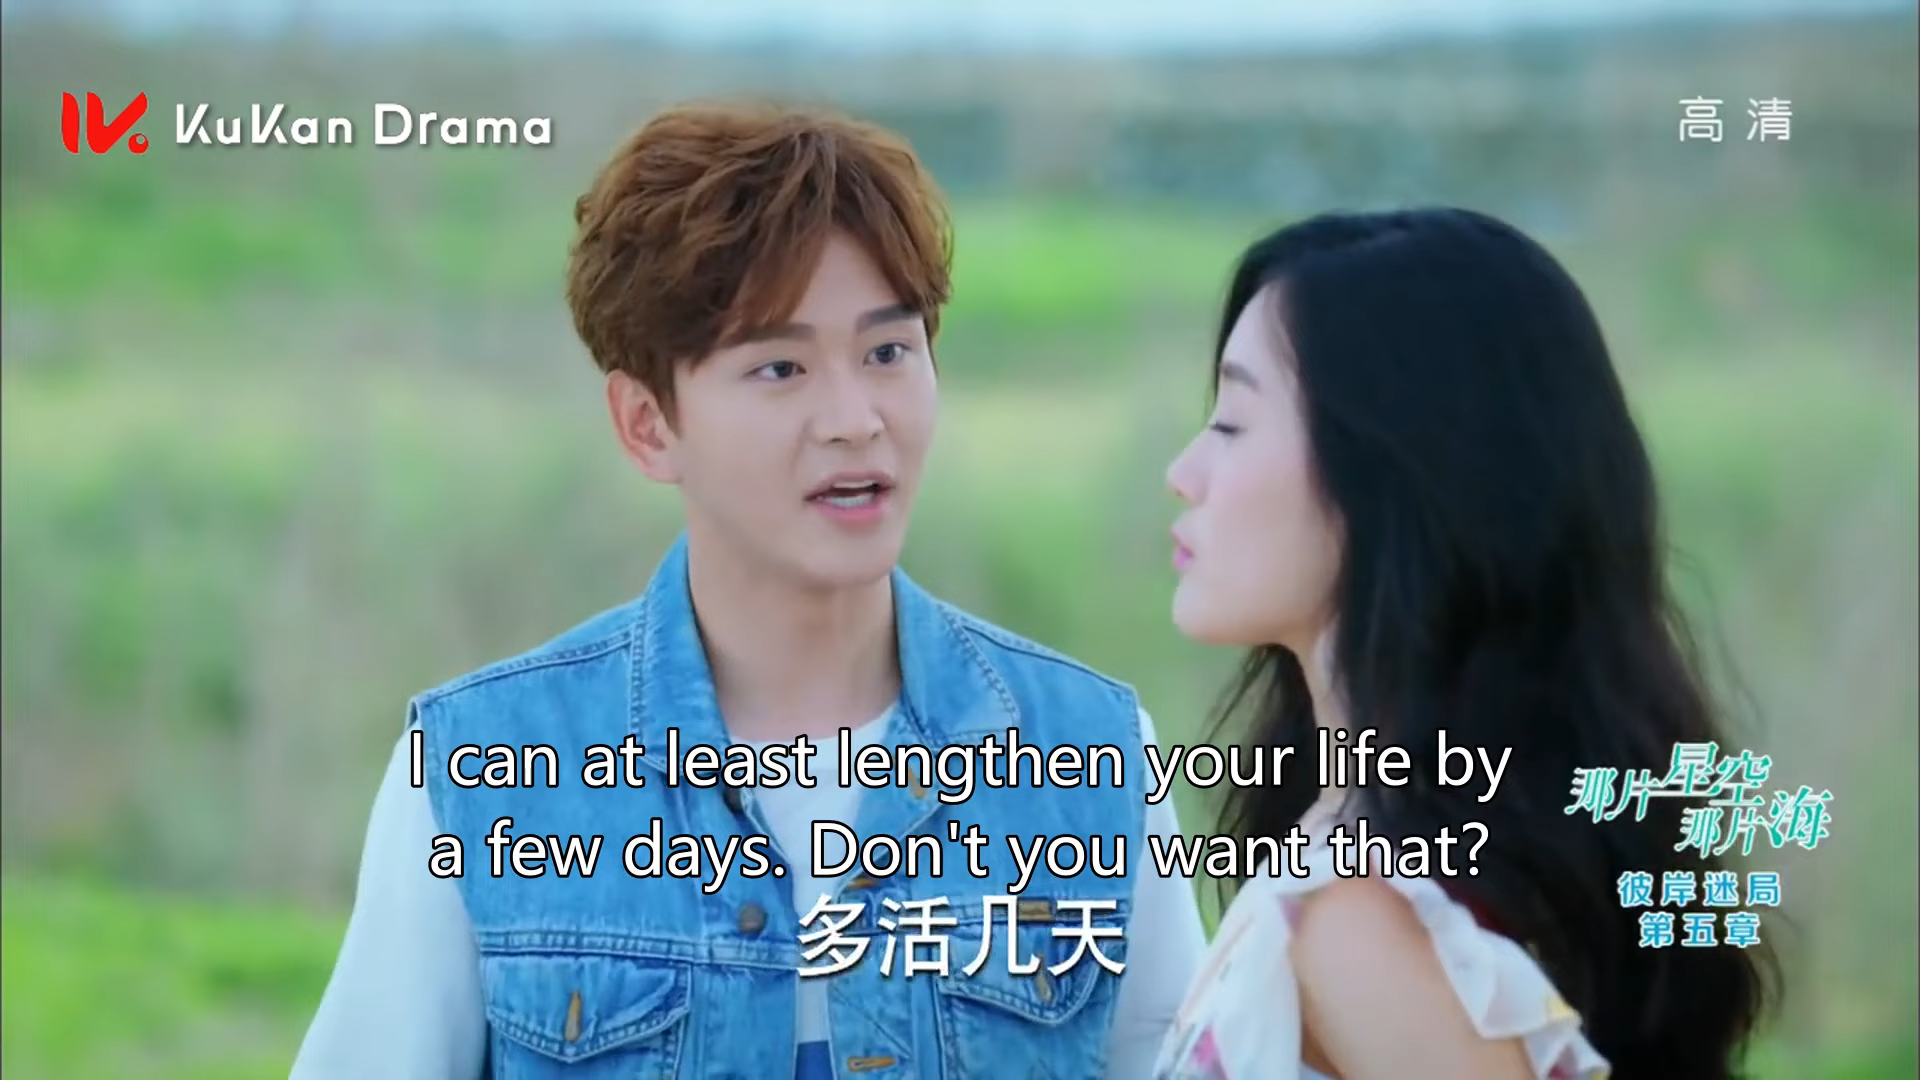 KuKan Drama
高清
I can at least lengthen your life by
a few days. Don't you want that?
多活几天
那片星空
那片海
彼岸迷局
第五章